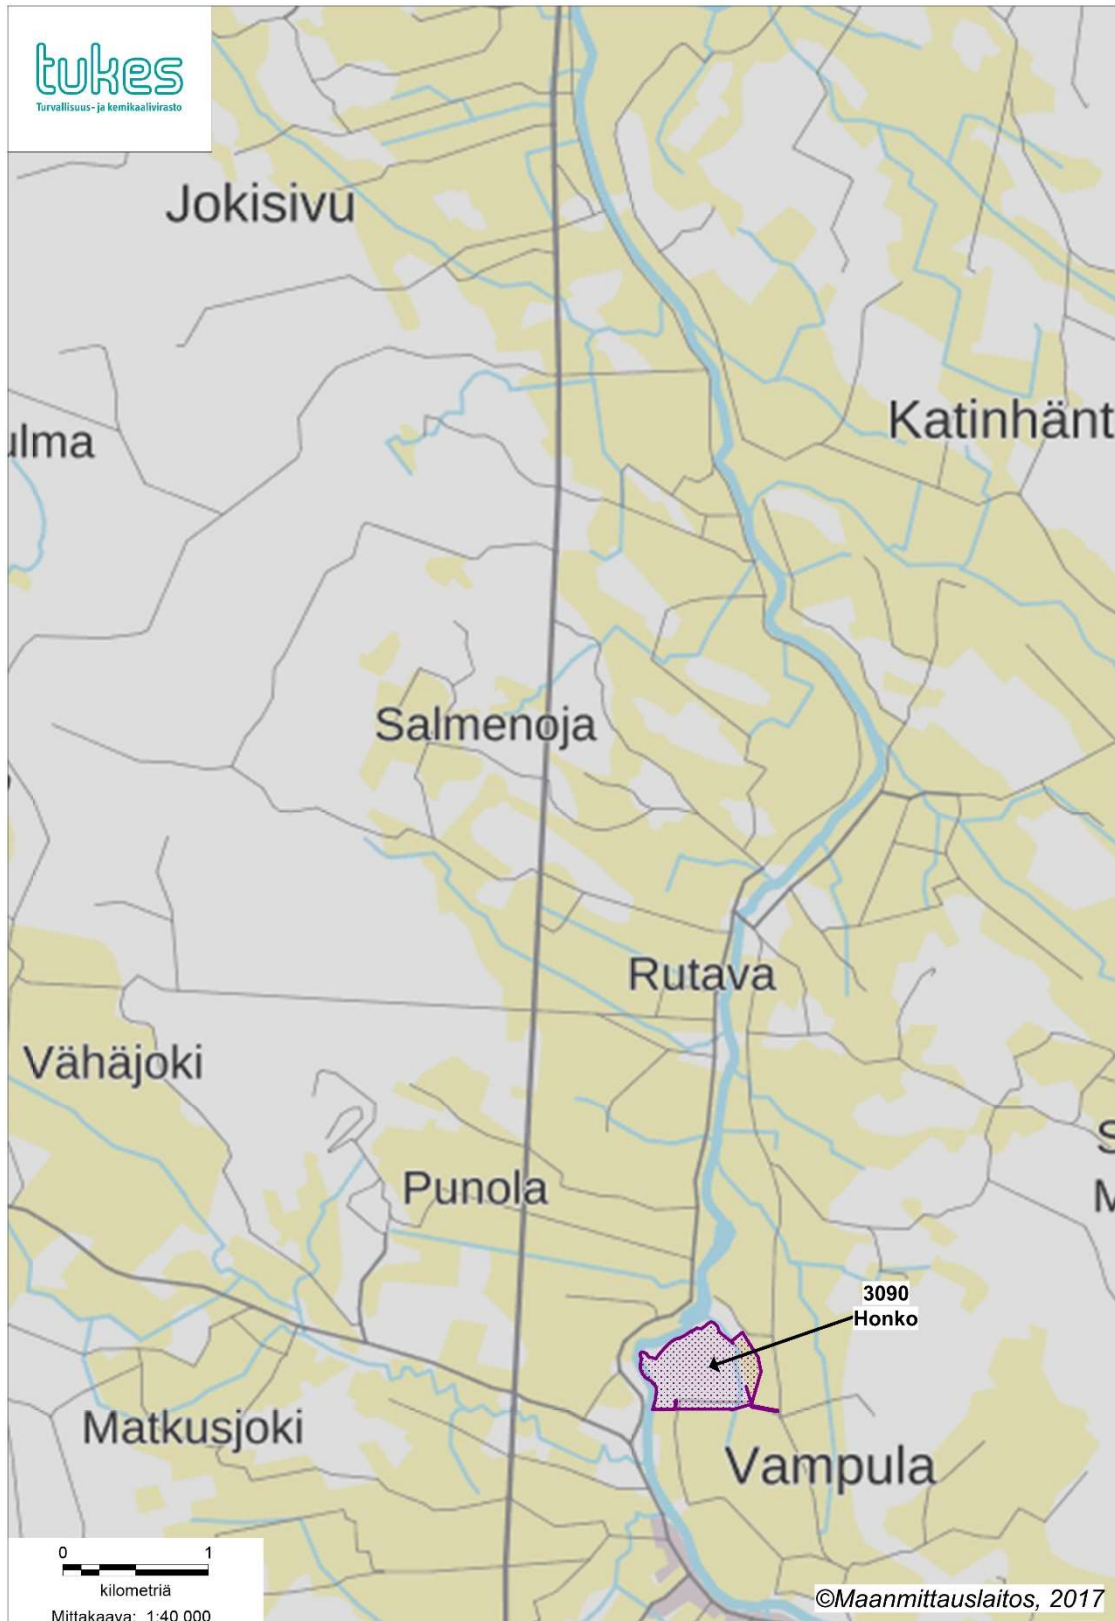 tukes
Turvallisuus- ja kemikaalivirasto
Jokisivu
Katinhänt
ulma
Salmenoja
Rutava
Vähäjoki
S
M
Punola
3090
Honko
Matkusjoki
Vampula
0 1
kilometriä
Mittakaava: 1:40 000
©Maanmittauslaitos, 2017